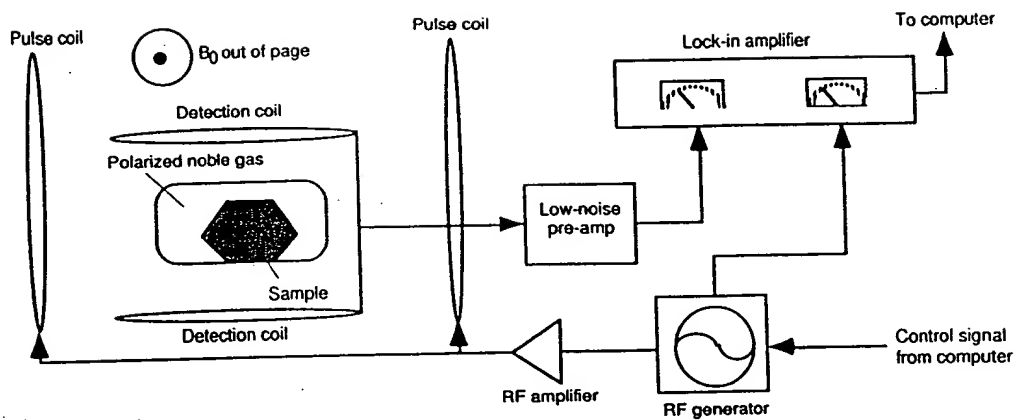 Pulse coil
B0 out of page
Pulse coil
To computer
Lock-in amplifier
Detection coil
Polarized noble gas
Low-noise
pre-amp
Sample
Detection coil
Control signal
from computer
RF amplifier
RF generator